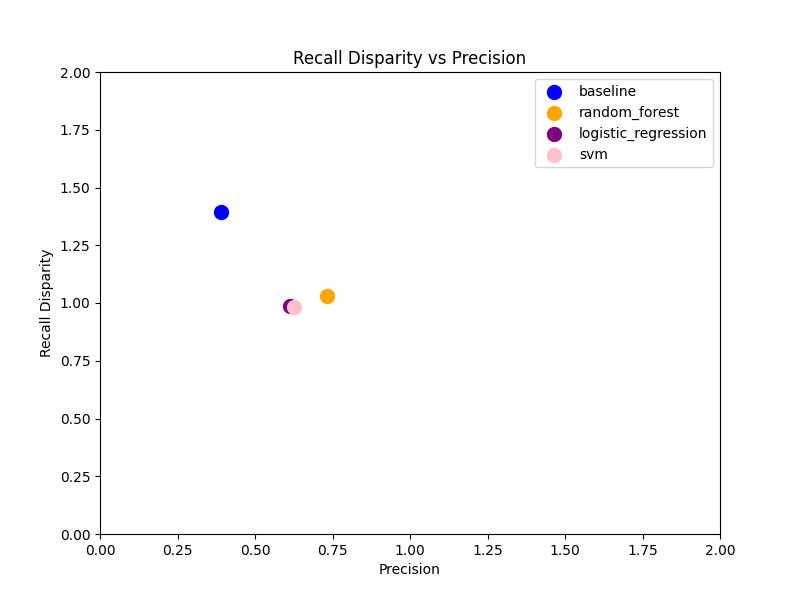 Recall Disparity vs Precision
baseline
random_forest
logistic_regression
svm
Recall Disparity
2.00
1.75
1.50
1.25
1.00
0.75
0.50
0.25
0.00
0.00 0.25 0.50 0.75 1.00 1.25 1.50 1.75 2.00
Precision